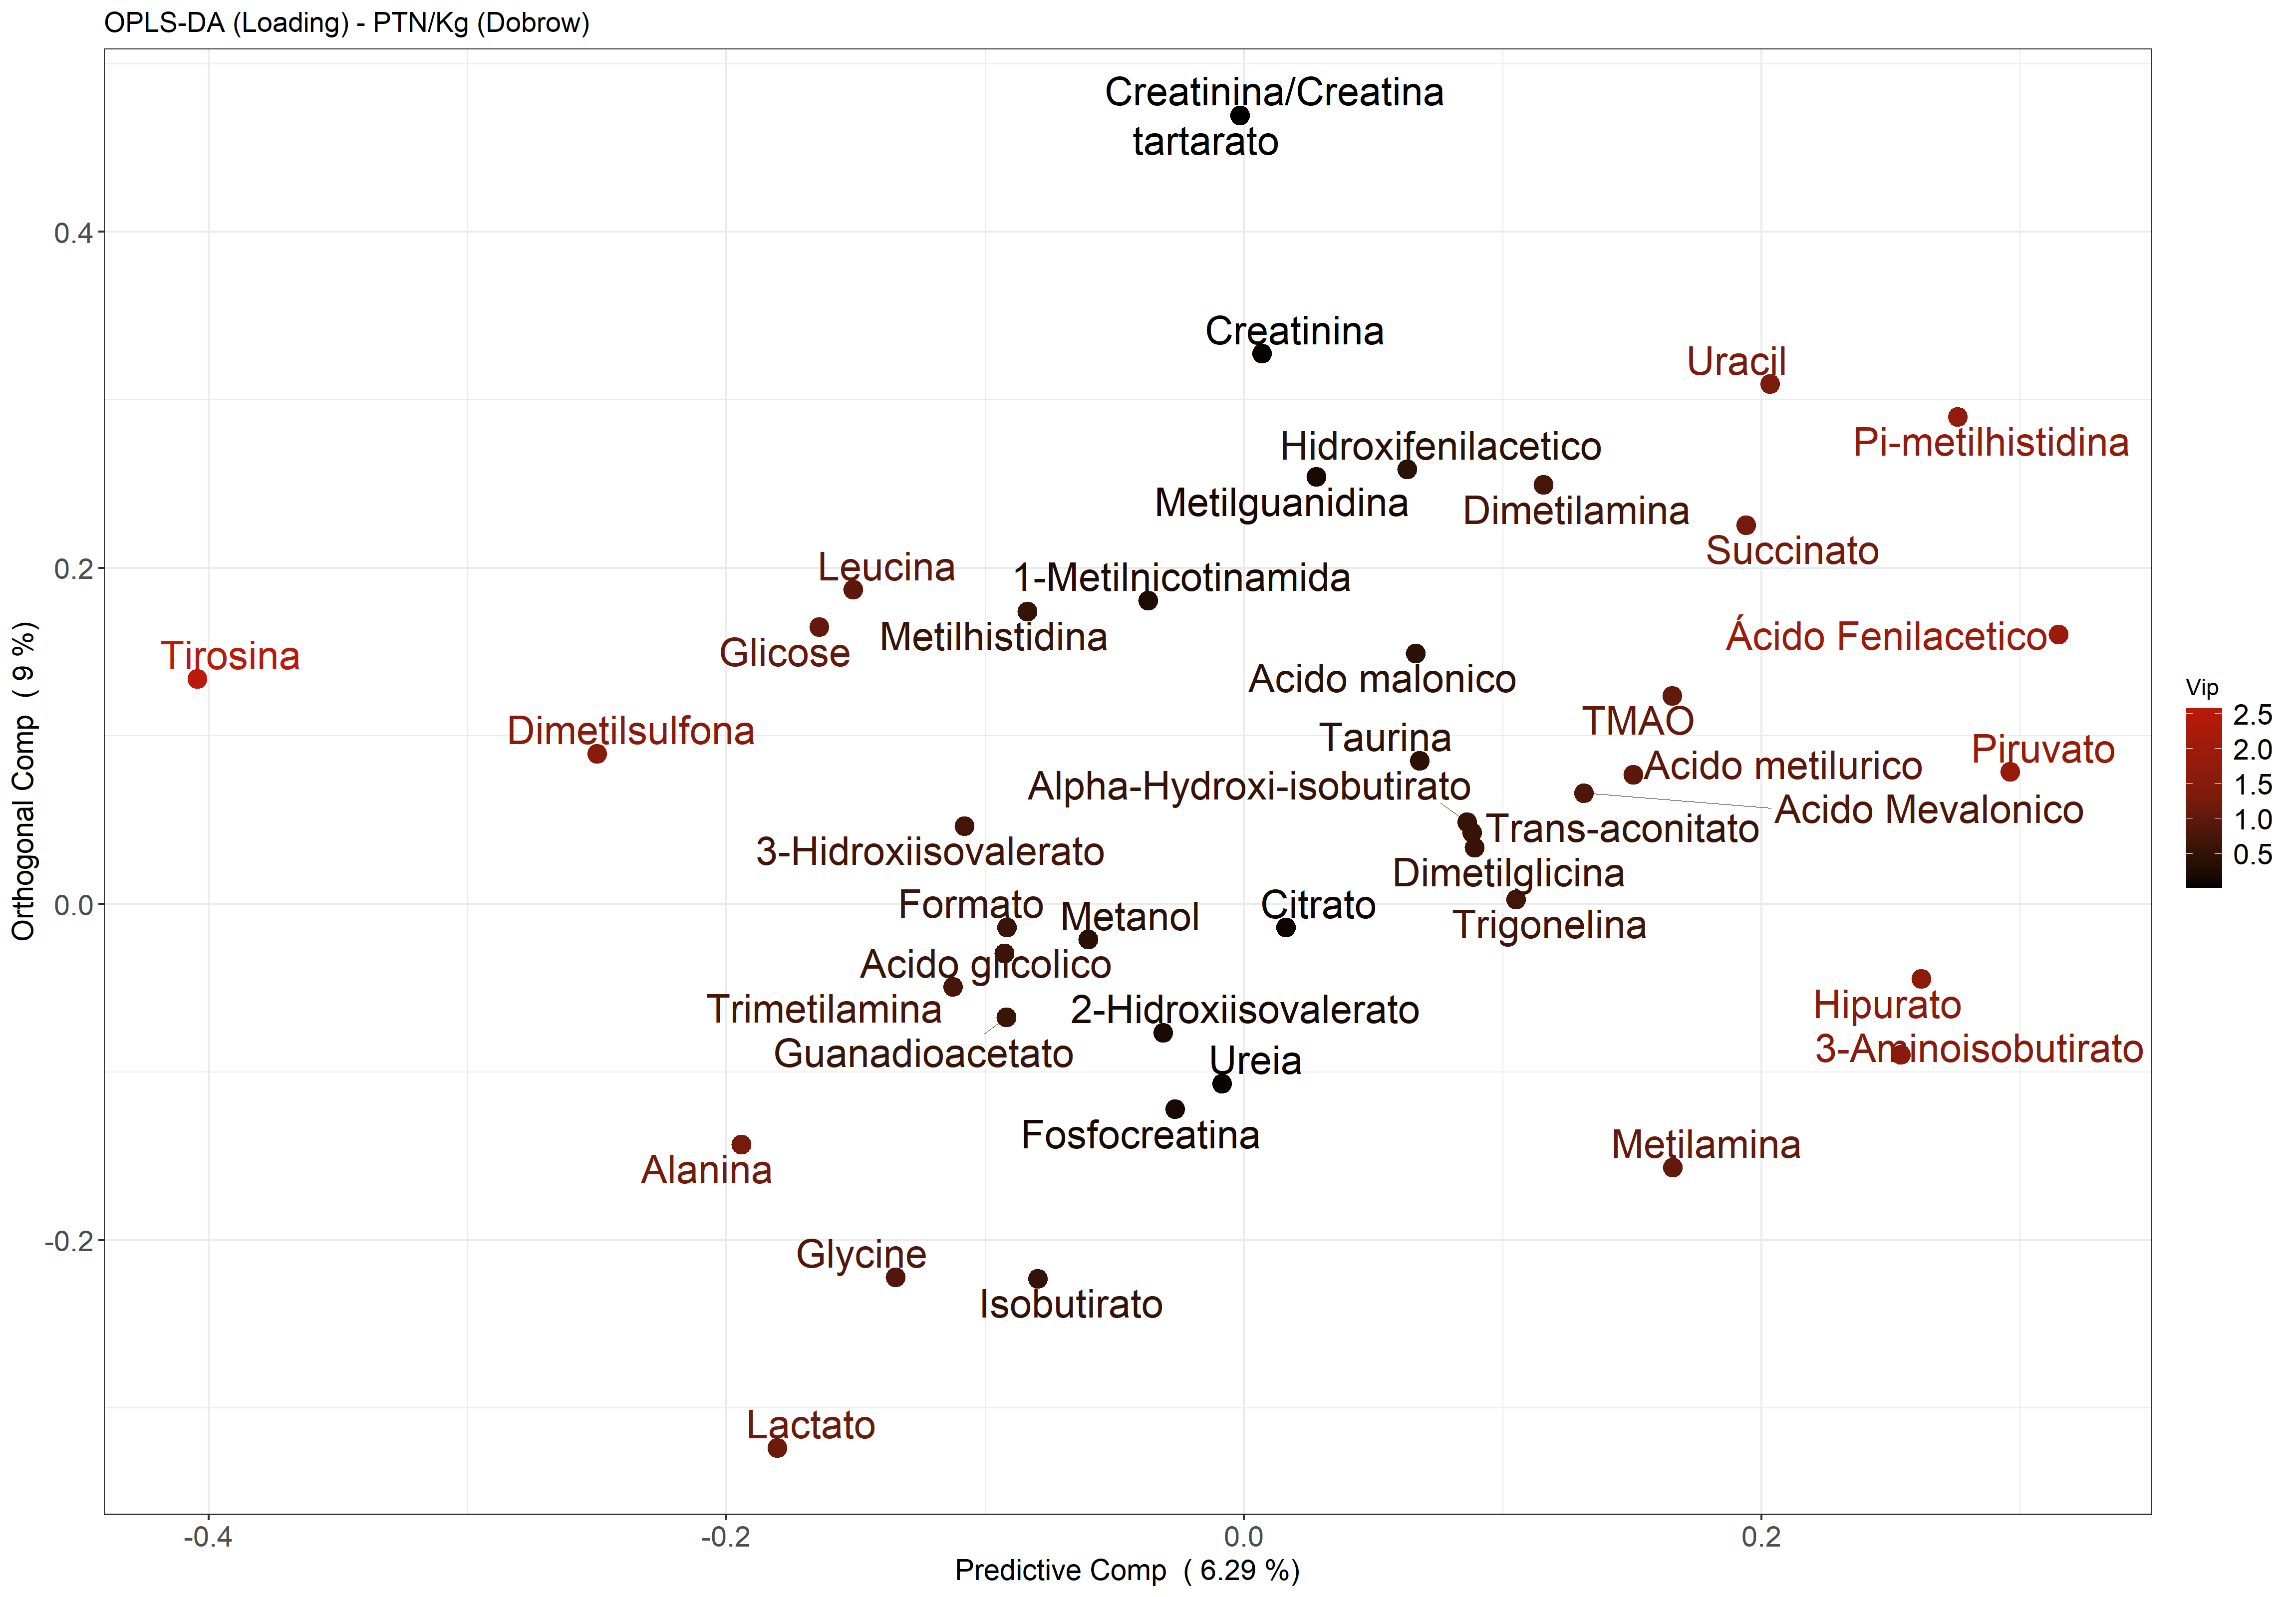 OPLS-DA (Loading) - PTN/Kg (Dobrow)
Creatinina/Creatina
tartarato
Creatinina
Uracil
Pi-metilhistidina
Hidroxifenilacetico
Metilguanidina
Dimetilamina
Succinato
Leucina
1-Metilnicotinamida
Metilhistidina
Glicose
Tirosina
Ácido Fenilacetico
Acido malonico
TMAO
Dimetilsulfona
Taurina
Piruvato
Acido metilurico
Alpha-Hydroxi-isobutirato
Acido Mevalonico
Trans-aconitato
3-Hidroxiisovalerato
Dimetilglicina
Formato
Metanol
Citrato
Trigonelina
Acido glicolico
Trimetilamina
2-Hidroxiisovalerato
Hipurato
Guanadioacetato
Ureia
3-Aminoisobutirato
Fosfocreatina
Metilamina
Alanina
Glycine
Isobutirato
Lactato
0.4
0.2
0.0
-0.2
Orthogonal Comp ( 9 %)
-0.4
-0.2
0.0
0.2
Predictive Comp ( 6.29 %)
Vip
2.5
2.0
1.5
1.0
0.5